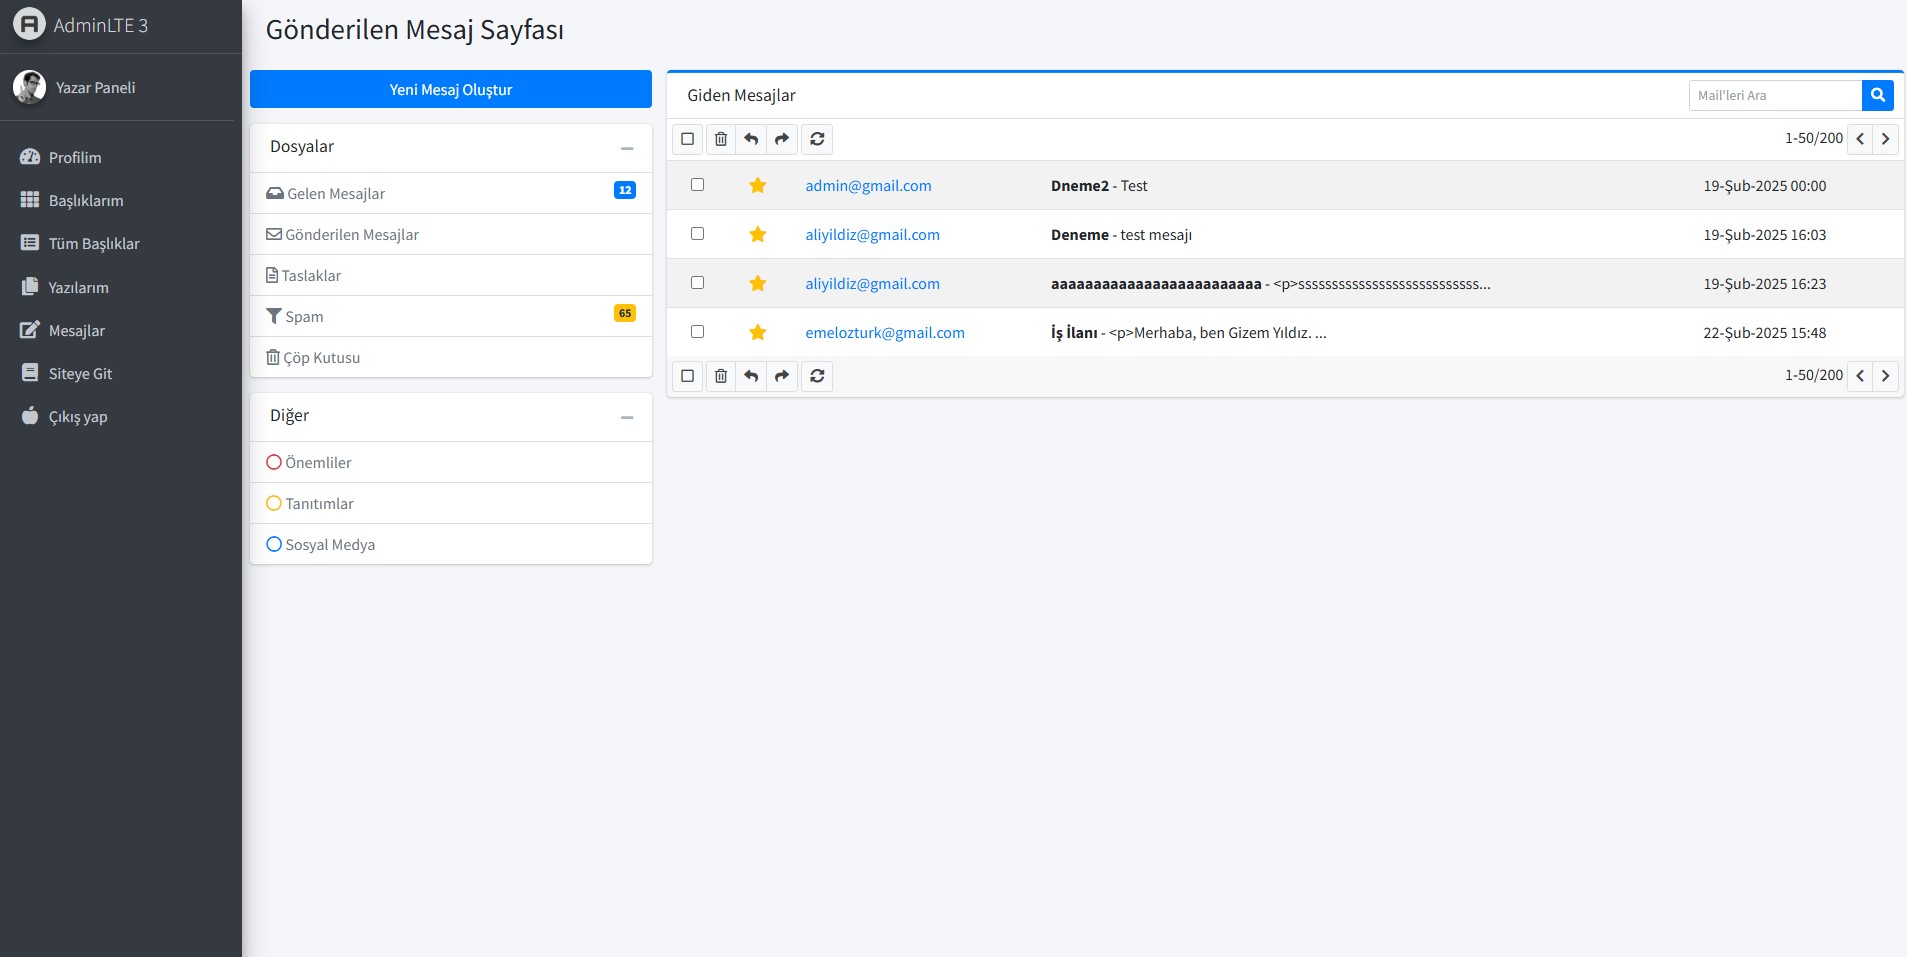 AdminLTE 3
Yazar Paneli
Profilim
Başlıklarım
Tüm Başlıklar
Yazılarım
Mesajlar
Siteye Git
Çıkış yap
Gönderilen Mesaj Sayfası
Yeni Mesaj Oluştur
Dosyalar
Gelen Mesajlar 12
Gönderilen Mesajlar
Taslaklar
Spam 65
Çöp Kutusu
Diğer
Önemliler
Tanıtımlar
Sosyal Medya
Giden Mesajlar Mail'leri Ara
1-50/200
admin@gmail.com Dneme2 - Test 19-Şub-2025 00:00
aliyildiz@gmail.com Deneme - test mesajı 19-Şub-2025 16:03
aliyildiz@gmail.com aaaaaaaaaaaaaaaaaaaaaaaaa - <p>sssssssssssssssssssssssssss... 19-Şub-2025 16:23
emelozturk@gmail.com İş İlanı - <p>Merhaba, ben Gizem Yıldız. ... 22-Şub-2025 15:48
1-50/200